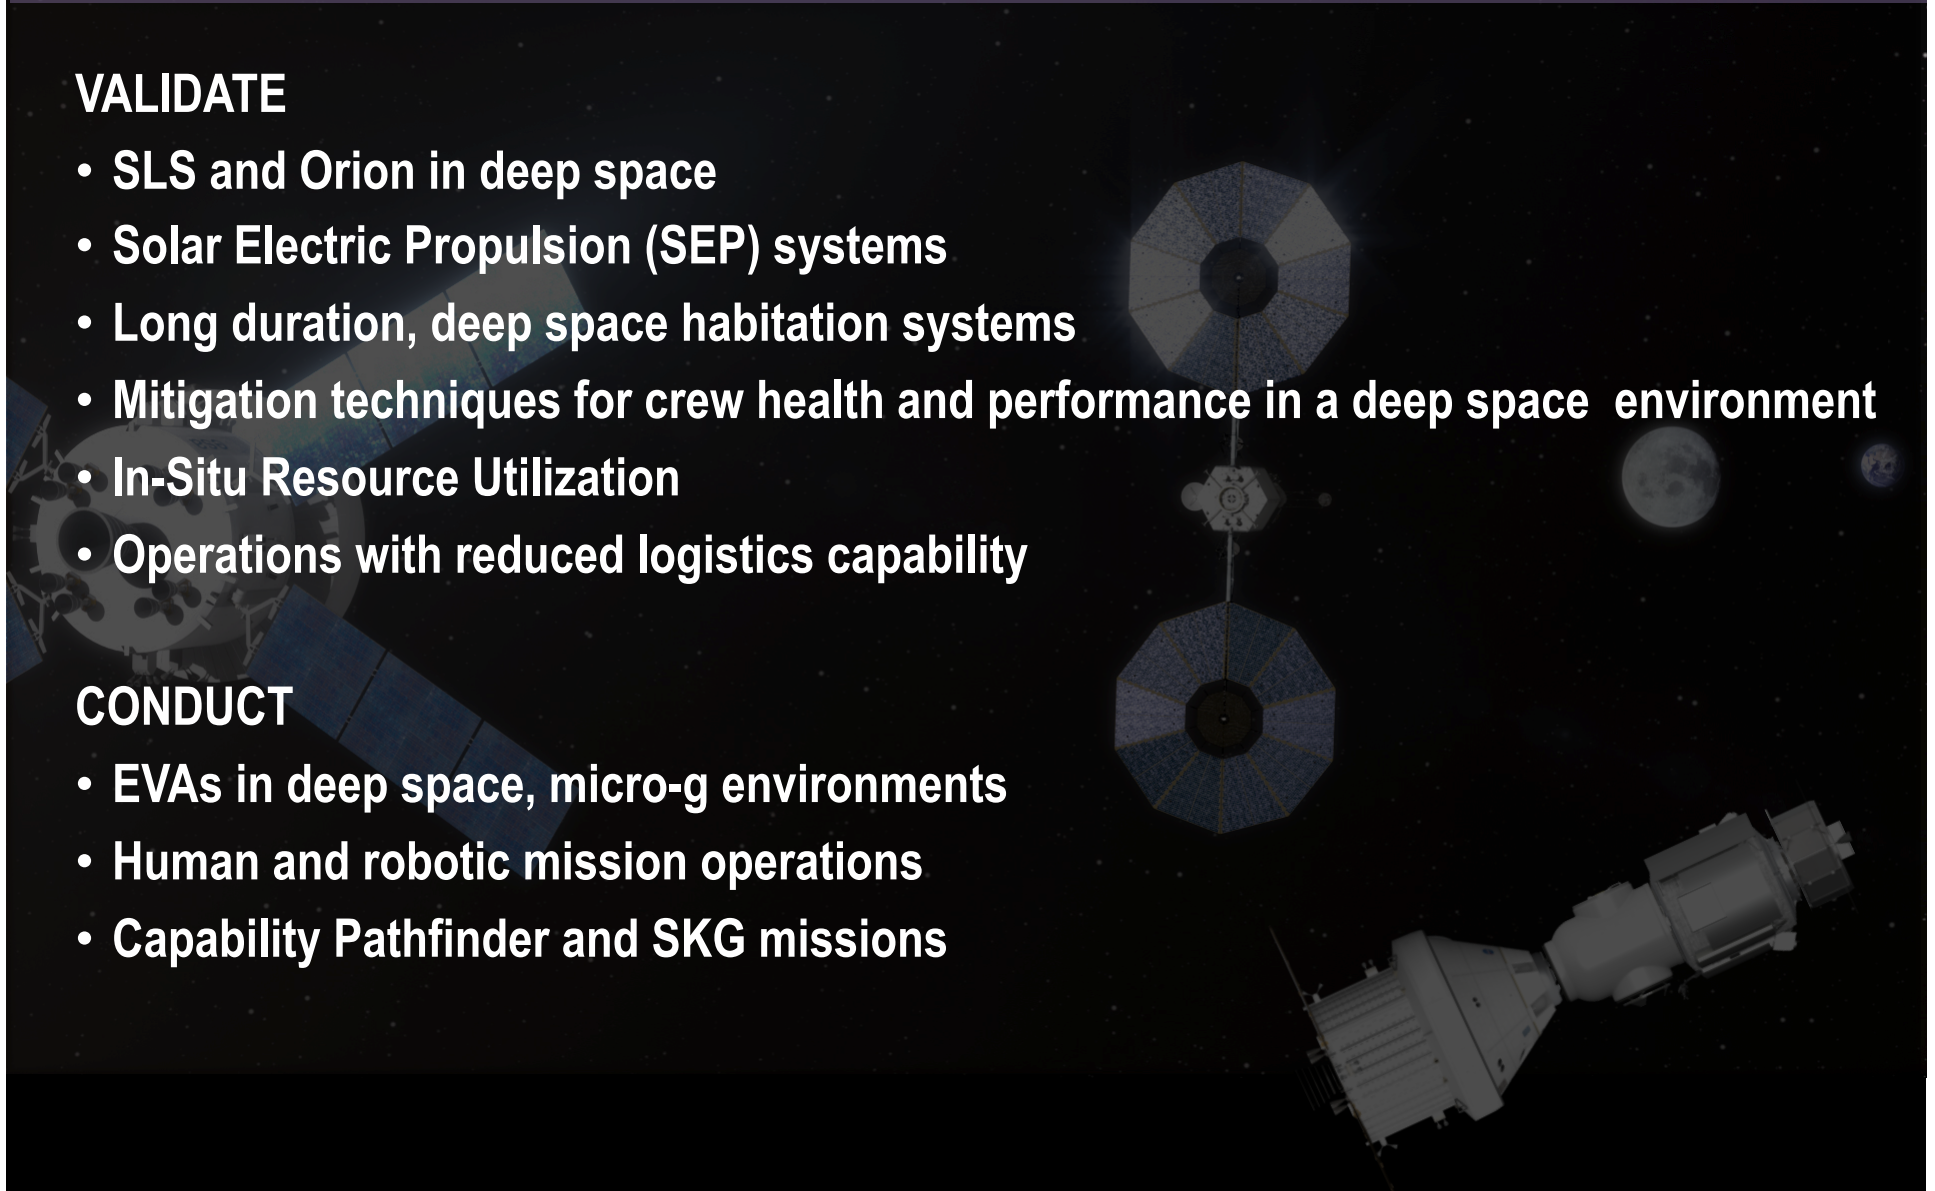 VALIDATE
• SLS and Orion in deep space
• Solar Electric Propulsion (SEP) systems
• Long duration, deep space habitation systems
• Mitigation techniques for crew health and performance in a deep space  environment
• In-Situ Resource Utilization
• Operations with reduced logistics capability
CONDUCT
• EVAs in deep space, micro-g environments
• Human and robotic mission operations
• Capability Pathfinder and SKG missions